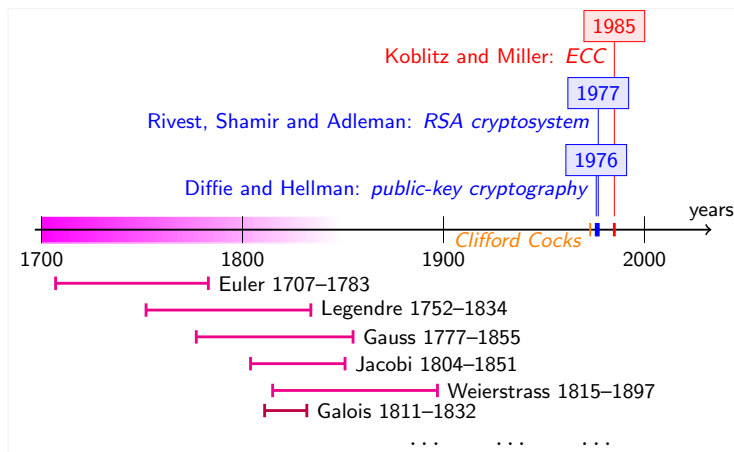 1985
Koblitz and Miller: ECC
1977
Rivest, Shamir and Adleman: RSA cryptosystem
1976
Diffie and Hellman: public-key cryptography
years
Clifford Cocks
1700 1800 1900 2000
Euler 1707–1783
Legendre 1752–1834
Gauss 1777–1855
Jacobi 1804–1851
Weierstrass 1815–1897
Galois 1811–1832
... ... ...